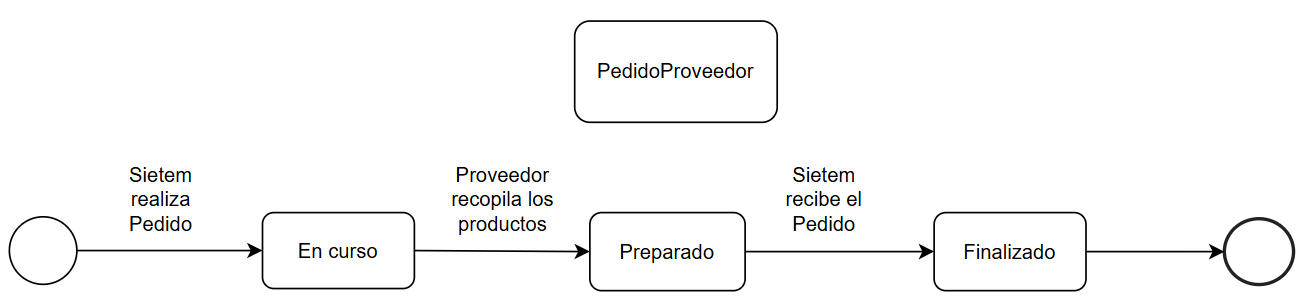 PedidoProveedor
Sietem
realiza
Pedido
Proveedor
recopila los
productos
Sietem
recibe el
Pedido
En curso
Preparado
Finalizado